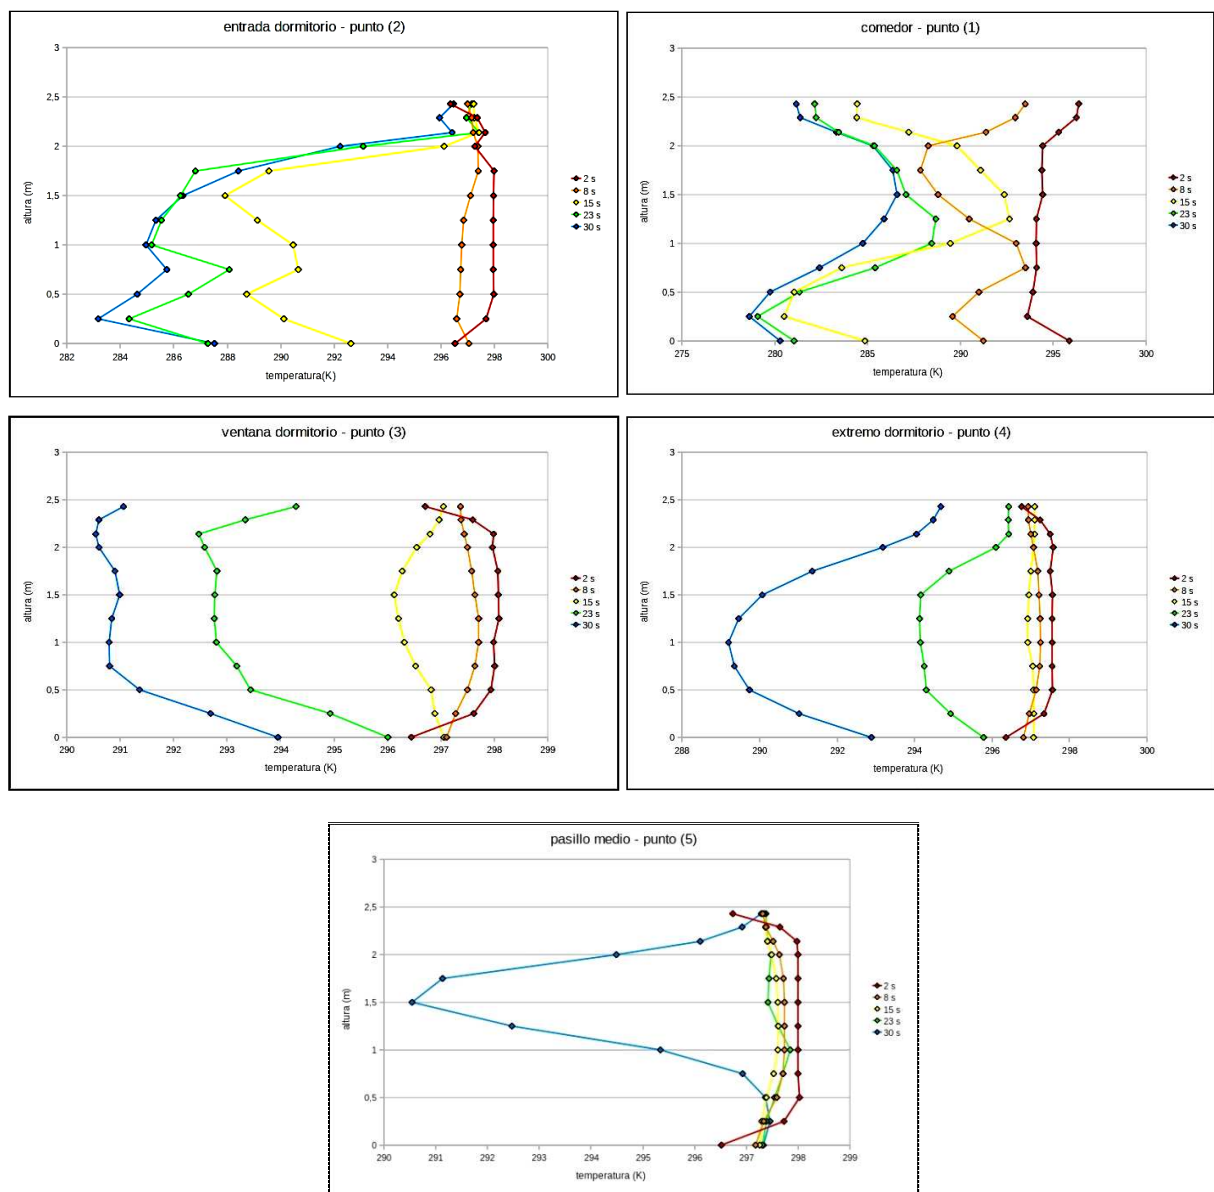 entrada dormitorio - punto (2)
altura (m)
3
2,5
2
1,5
1
0,5
0
282 284 286 288 290 292 294 296 298 300
temperatura(K)
2 s
8 s
15 s
23 s
30 s
comedor - punto (1)
altura (m)
3
2,5
2
1,5
1
0,5
0
275 280 285 290 295 300
temperatura (K)
2 s
8 s
15 s
23 s
30 s
ventana dormitorio - punto (3)
altura (m)
3
2,5
2
1,5
1
0,5
0
290 291 292 293 294 295 296 297 298 299
temperatura (K)
2 s
8 s
15 s
23 s
30 s
extremo dormitorio - punto (4)
altura (m)
3
2,5
2
1,5
1
0,5
0
288 290 292 294 296 298 300
temperatura (K)
2 s
8 s
15 s
23 s
30 s
pasillo medio - punto (5)
altura (m)
3
2,5
2
1,5
1
0,5
0
290 291 292 293 294 295 296 297 298 299
temperatura (K)
2 s
8 s
15 s
23 s
30 s